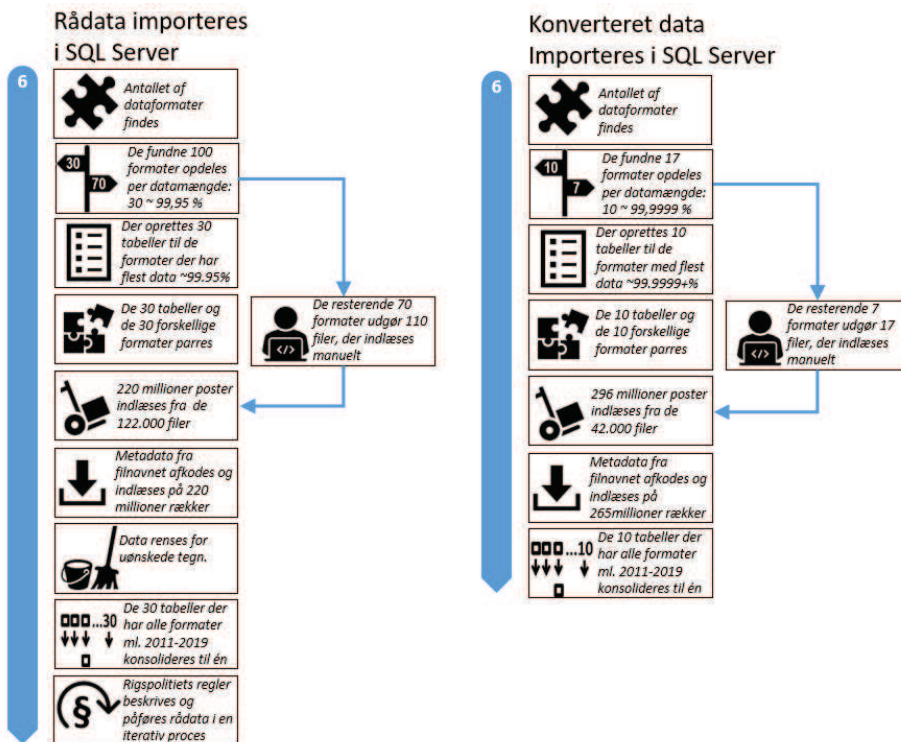 Rådata importeres
i SQL Server
6
Antallet af
dataformater
findes
30
70
De fundne 100
formater opdeles
per datamængde:
30 ~ 99,95 %
Der oprettes 30
tabeller til de
formater der har
flest data ~99.95%
De 30 tabeller og
de 30 forskellige
formater parres
</>
De resterende 70
formater udgør 110
filer, der indlæses
manuelt
220 millioner poster
indlæses fra de
122.000 filer
Metadata fra
filnavnet afkodes og
indlæses på 220
millioner rækker
Data renses for
uønskede tegn.
...30
De 30 tabeller der
har alle formater
ml. 2011-2019
konsolideres til én
§
Rigspolitiets regler
beskrives og
påføres rådata i en
iterativ proces
Konverteret data
Importeres i SQL Server
6
Antallet af
dataformater
findes
10
7
De fundne 17
formater opdeles
per datamængde:
10 ~ 99,9999 %
Der oprettes 10
tabeller til de
formater med flest
data ~99.9999+%
De 10 tabeller og
de 10 forskellige
formater parres
</>
De resterende 7
formater udgør 17
filer, der indlæses
manuelt
296 millioner poster
indlæses fra de
42.000 filer
Metadata fra
filnavnet afkodes og
indlæses på
265millioner rækker
...10
De 10 tabeller der
har alle formater
ml. 2011-2019
konsolideres til én